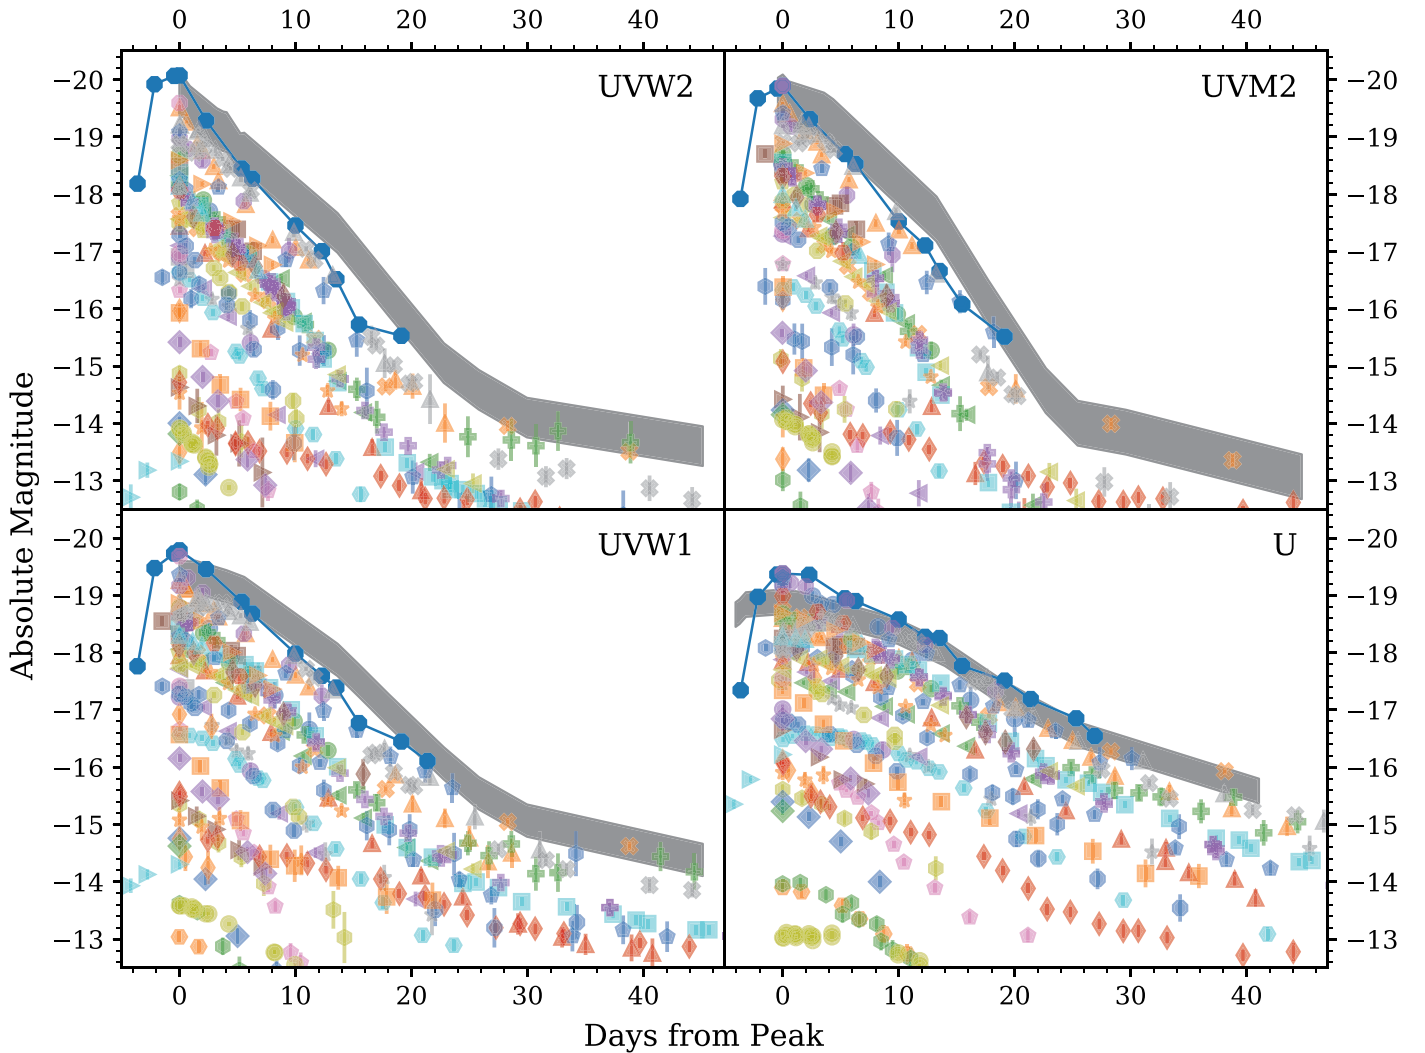 0 10 20 30 40 0 10 20 30 40
−20 UVW2 UVM2 −20
−19 −19
−18 −18
−17 −17
−16 −16
−15 −15
−14 −14
−13 −13
−20 UVW1 U −20
−19 −19
−18 −18
−17 −17
−16 −16
−15 −15
−14 −14
−13 −13
0 10 20 30 40 0 10 20 30 40
Absolute Magnitude
Days from Peak